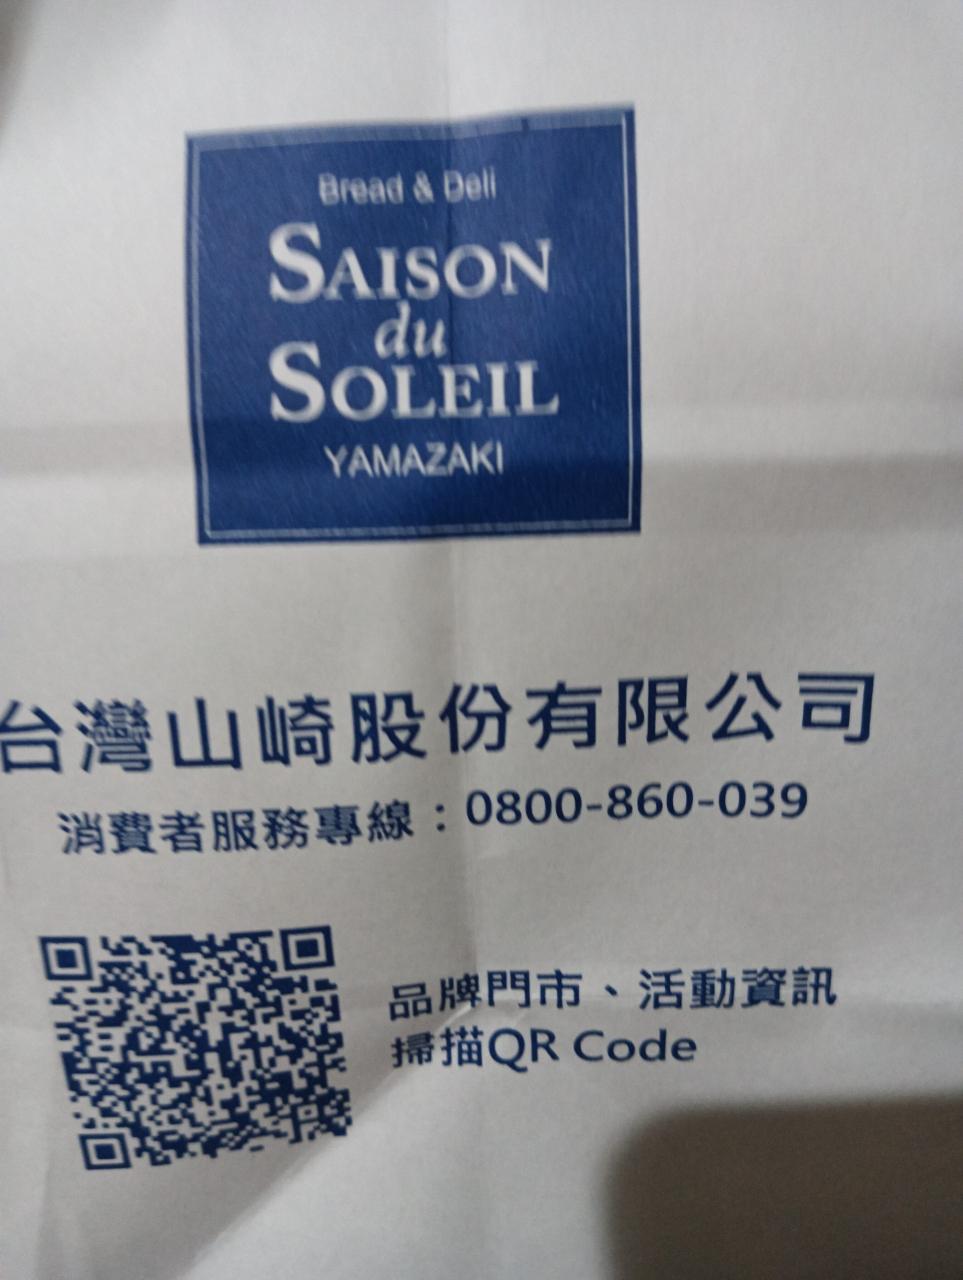 Bread & Deli
SAISON
du
SOLEIL
YAMAZAKI
台灣山崎股份有限公司
消費者服務專線：0800-860-039
品牌門市、活動資訊
掃描QR Code